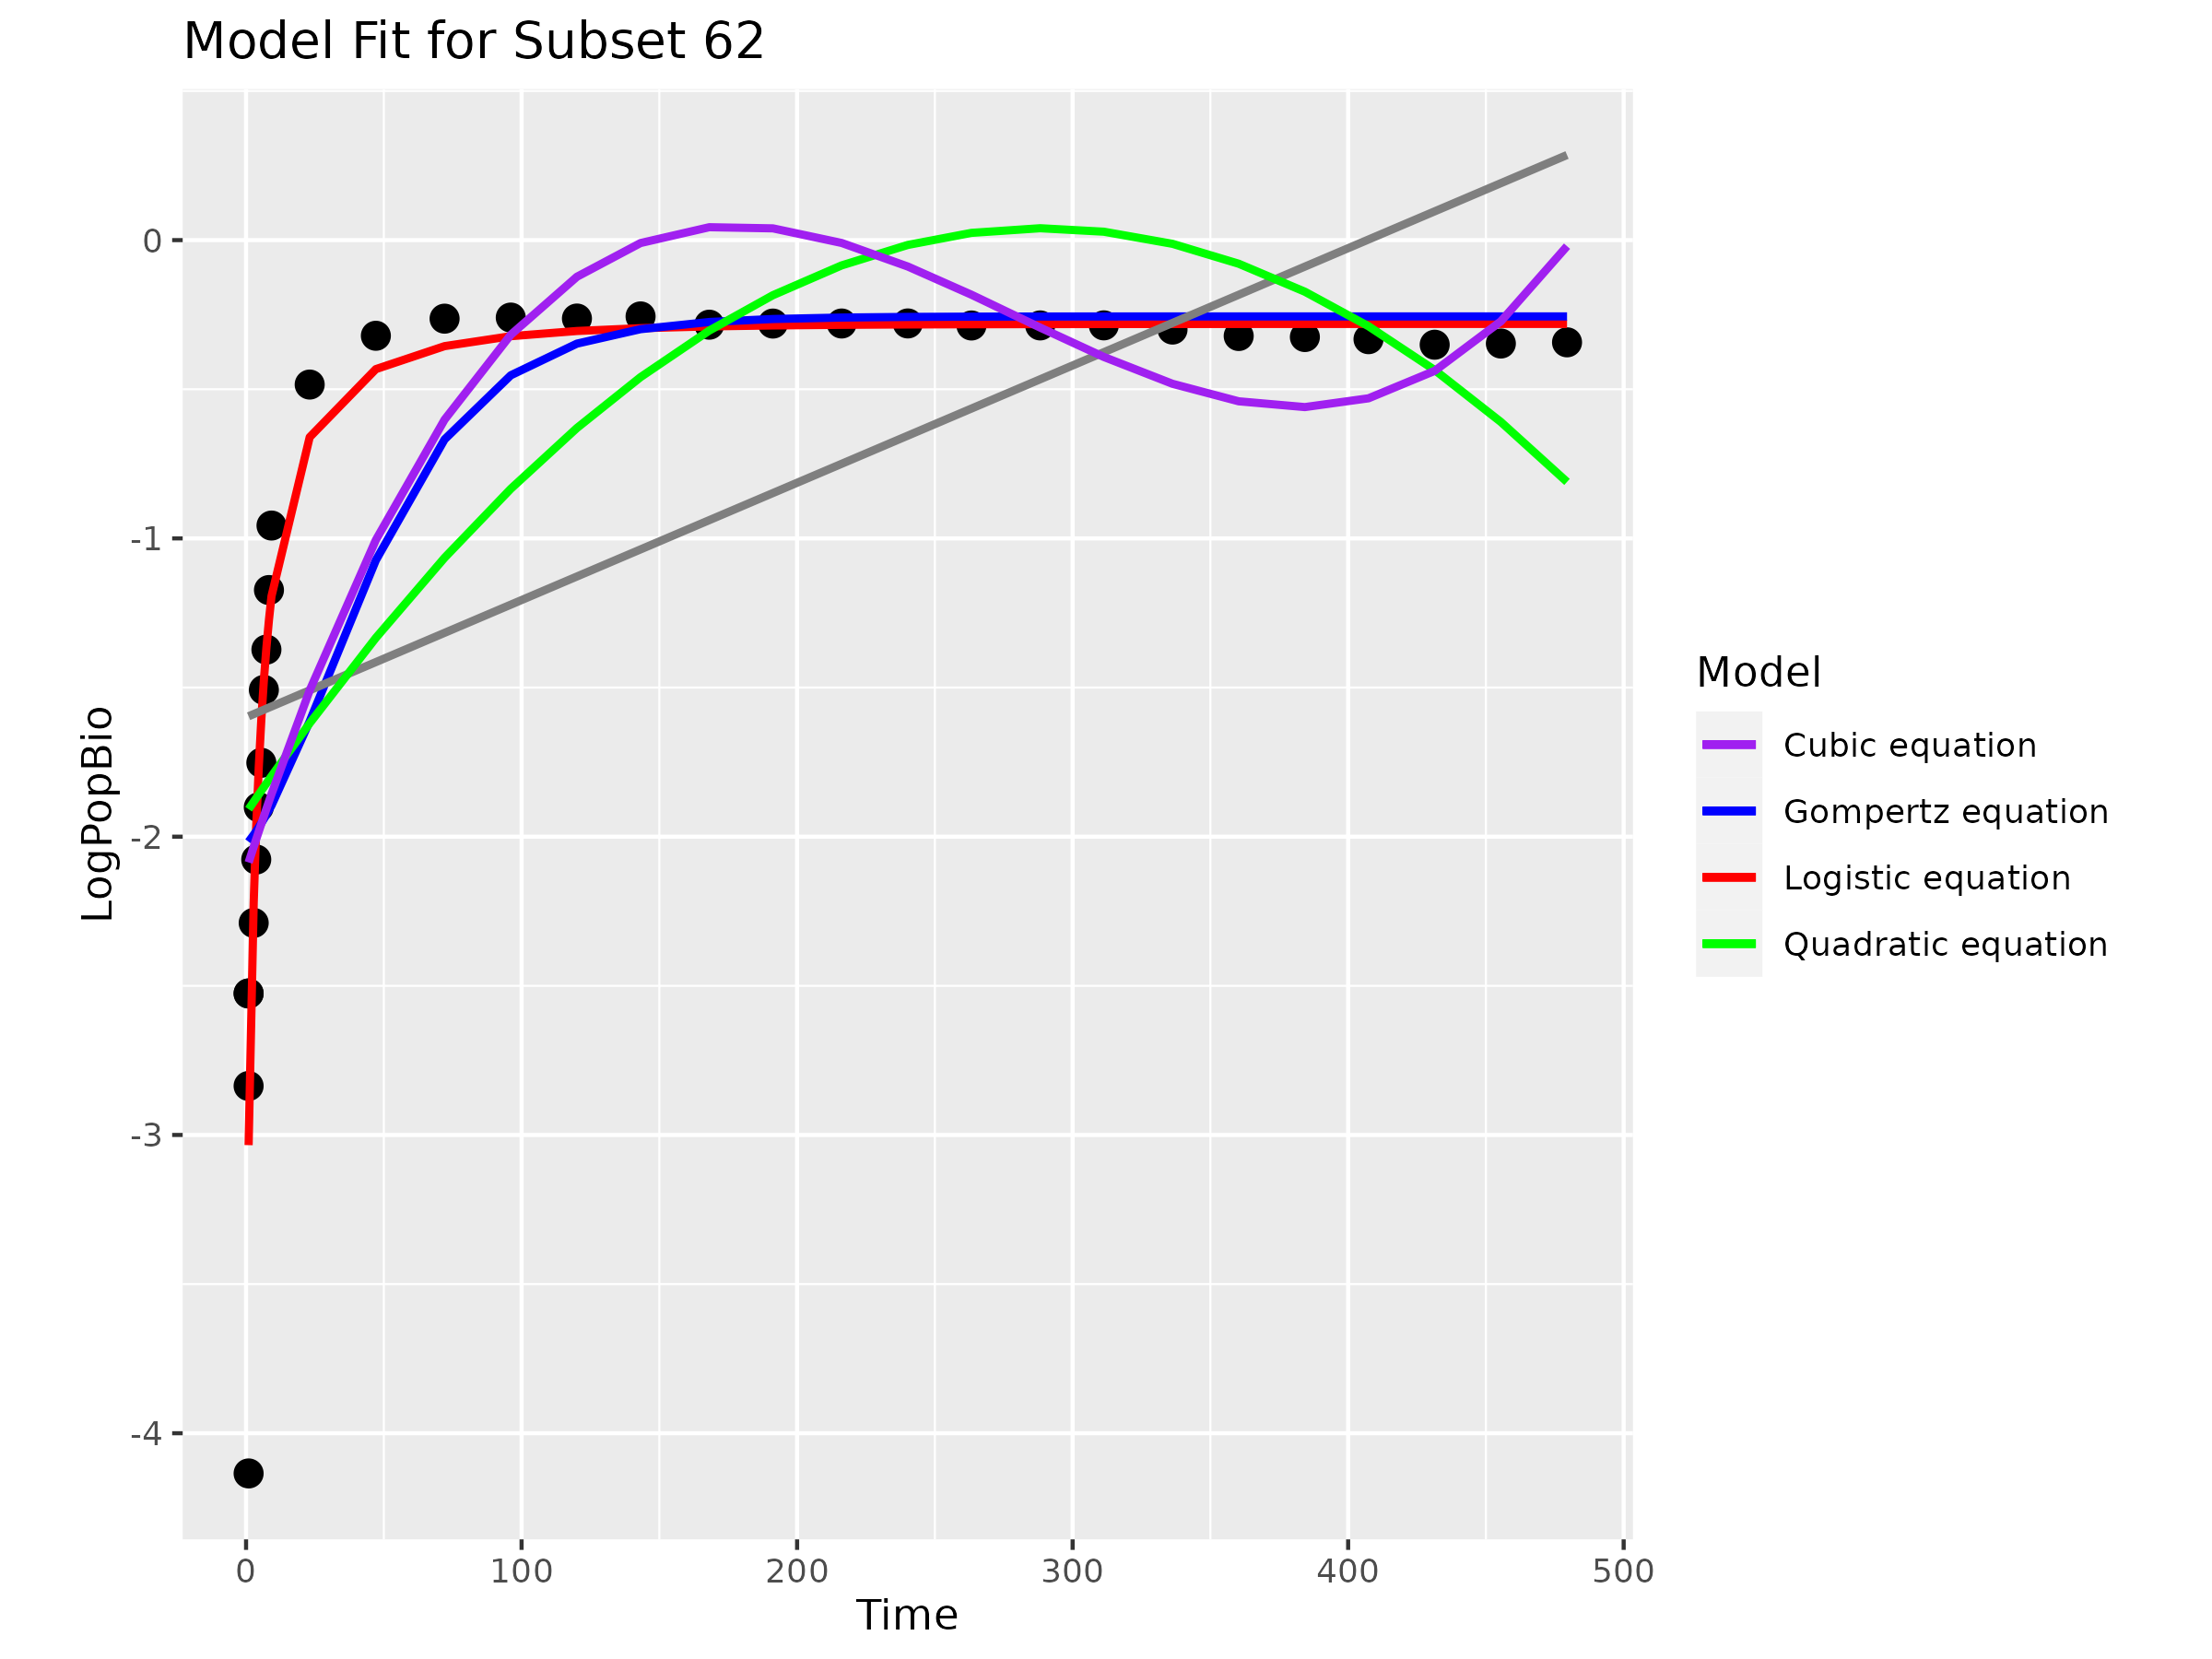 Model Fit for Subset 62
0
-1
-2
-3
-4
LogPopBio
0 100 200 300 400 500
Time
Model
Cubic equation
Gompertz equation
Logistic equation
Quadratic equation